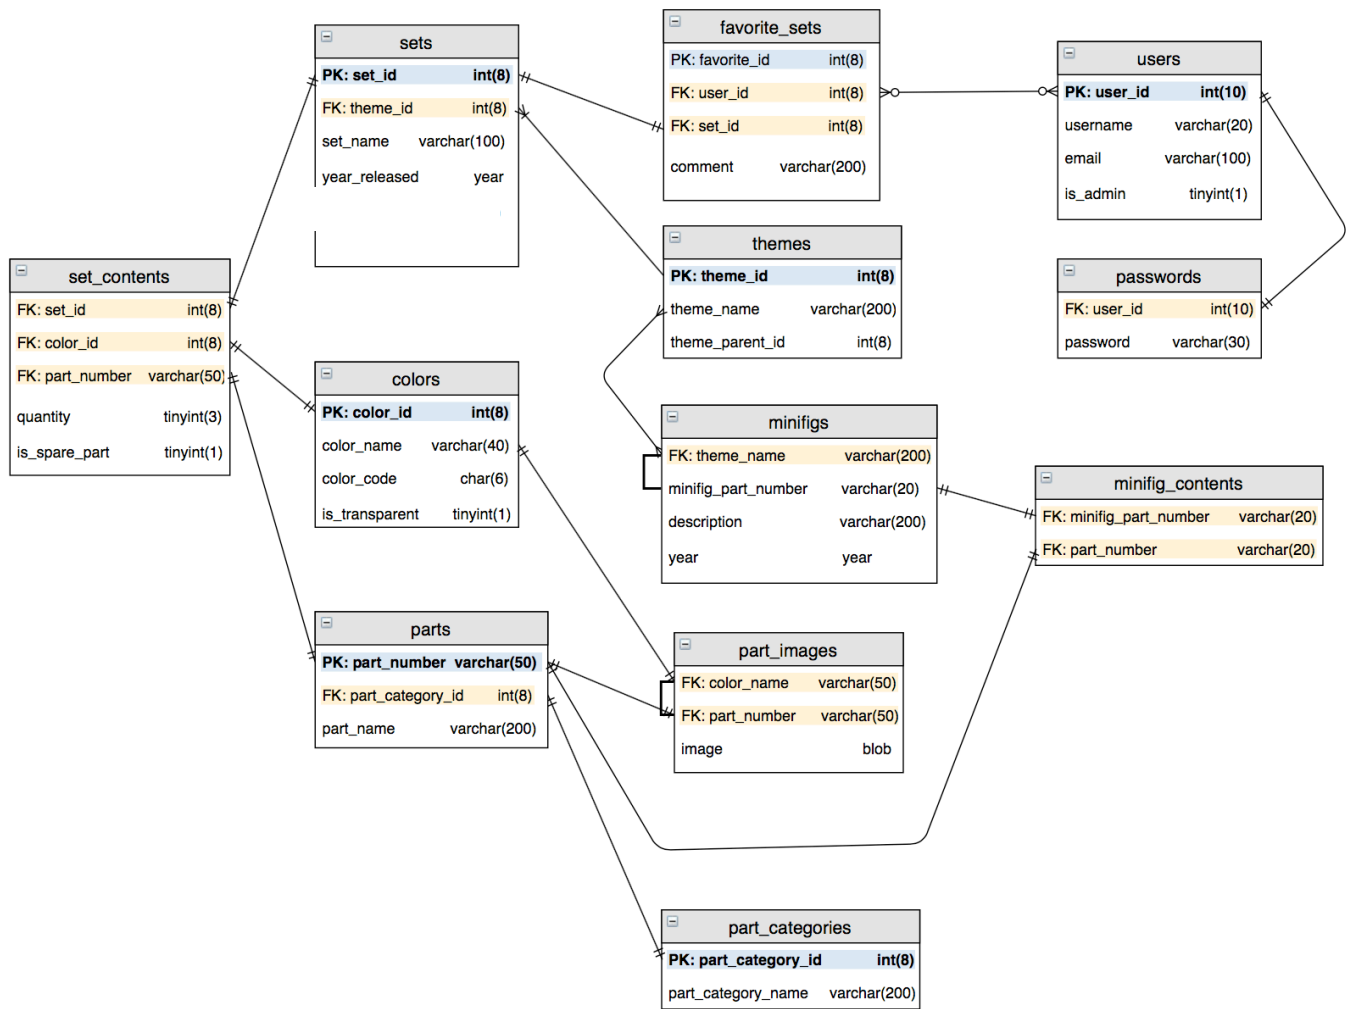 sets
PK: set_id int(8)
FK: theme_id int(8)
set_name varchar(100)
year_released year
favorite_sets
PK: favorite_id int(8)
FK: user_id int(8)
FK: set_id int(8)
comment varchar(200)
users
PK: user_id int(10)
username varchar(20)
email varchar(100)
is_admin tinyint(1)
themes
PK: theme_id int(8)
theme_name varchar(200)
theme_parent_id int(8)
passwords
FK: user_id int(10)
password varchar(30)
set_contents
FK: set_id int(8)
FK: color_id int(8)
FK: part_number varchar(50)
quantity tinyint(3)
is_spare_part tinyint(1)
colors
PK: color_id int(8)
color_name varchar(40)
color_code char(6)
is_transparent tinyint(1)
minifigs
FK: theme_name varchar(200)
minifig_part_number varchar(20)
description varchar(200)
year year
minifig_contents
FK: minifig_part_number varchar(20)
FK: part_number varchar(20)
parts
PK: part_number varchar(50)
FK: part_category_id int(8)
part_name varchar(200)
part_images
FK: color_name varchar(50)
FK: part_number varchar(50)
image blob
part_categories
PK: part_category_id int(8)
part_category_name varchar(200)